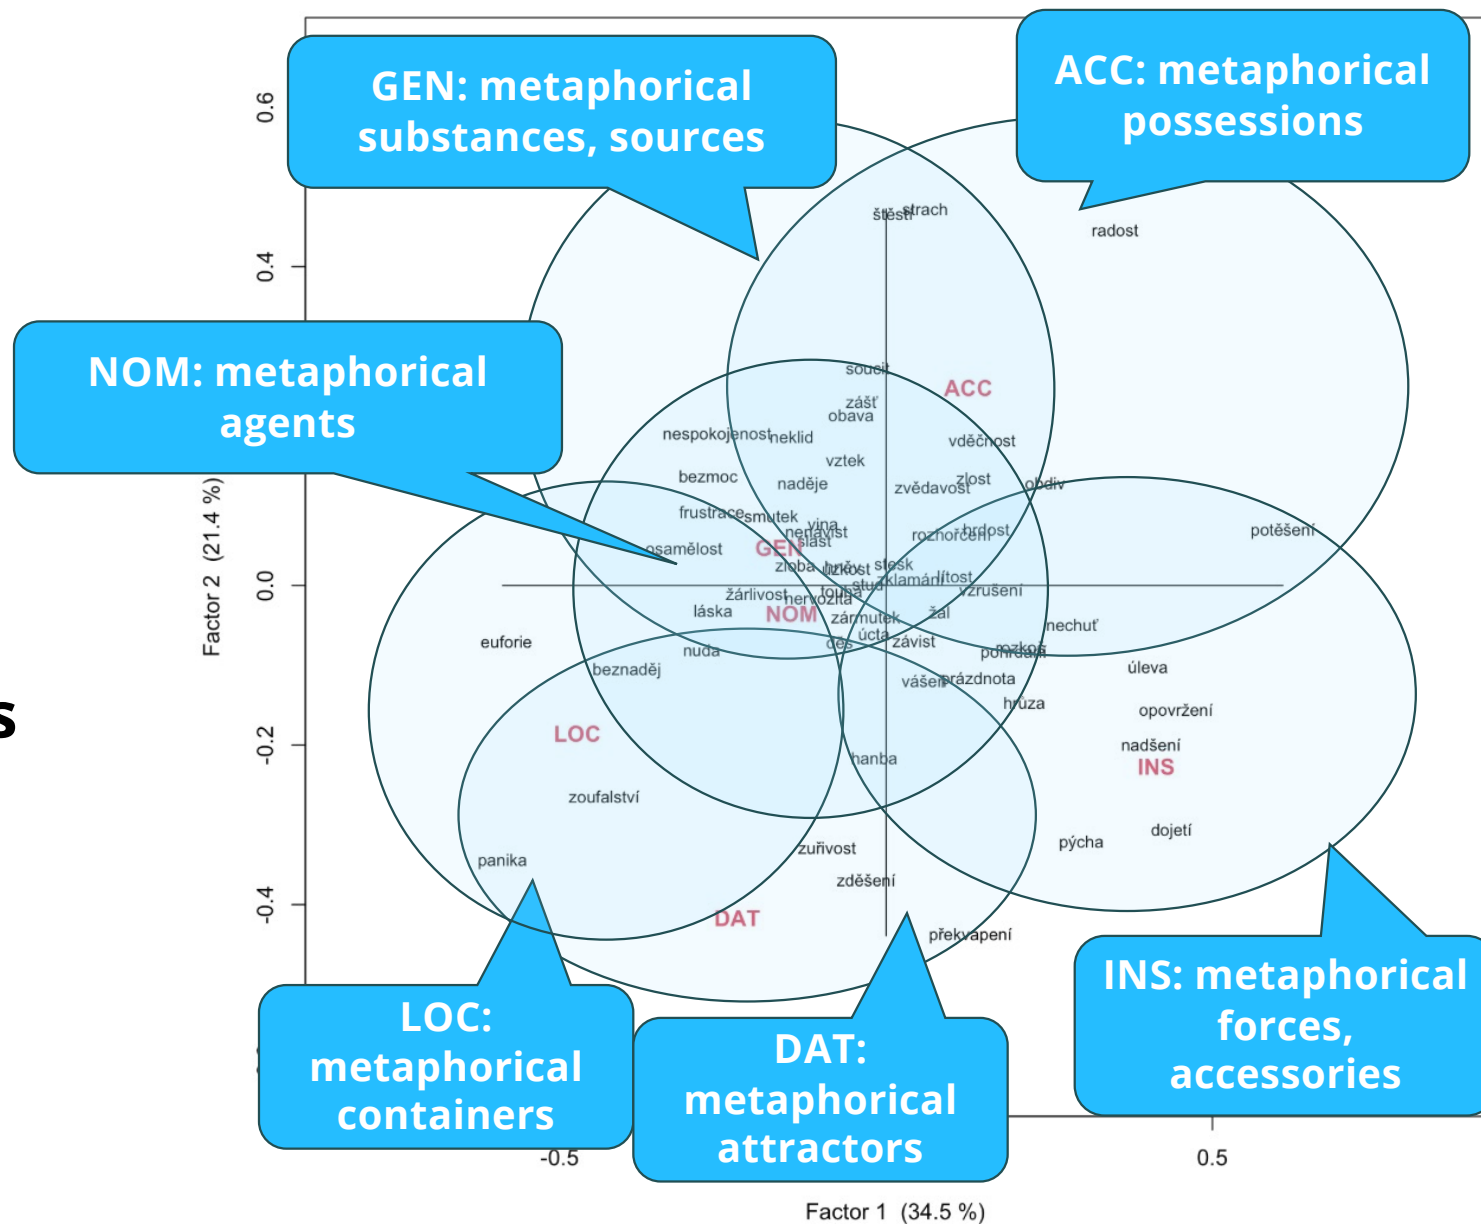 GEN: metaphorical
substances, sources
ACC: metaphorical
possessions
0.6
štěstí strach
radost
0.4
NOM: metaphorical
agents
soucit
ACC
zášť
obava
nespokojenost neklid
vděčnost
vztek
bezmoc
naděje
zlost
zvědavost
obdiv
Factor 2 (21.4 %)
frustrace smutek
vina
nenávist
slast
rozhořčení hrdost
potěšení
osamělost
GEN
zloba hněv úzkost stesk
0.0
stud zklamání lítost
žárlivost
nervozita touha
vzrušení
láska
NOM
zármutek
žal
nechuť
euforie
děs
úcta
závist
nuda
pohrdání rozkoš
beznaděj
vášeň prázdnota
úleva
hrůza
opovržení
s
LOC
-0.2
nadšení
INS
hanba
zoufalství
pýcha
dojetí
panika
zuřivost
zděšení
-0.4
DAT
překvapení
LOC:
metaphorical
containers
DAT:
metaphorical
attractors
INS: metaphorical
forces,
accessories
-0.5
0.5
Factor 1 (34.5 %)